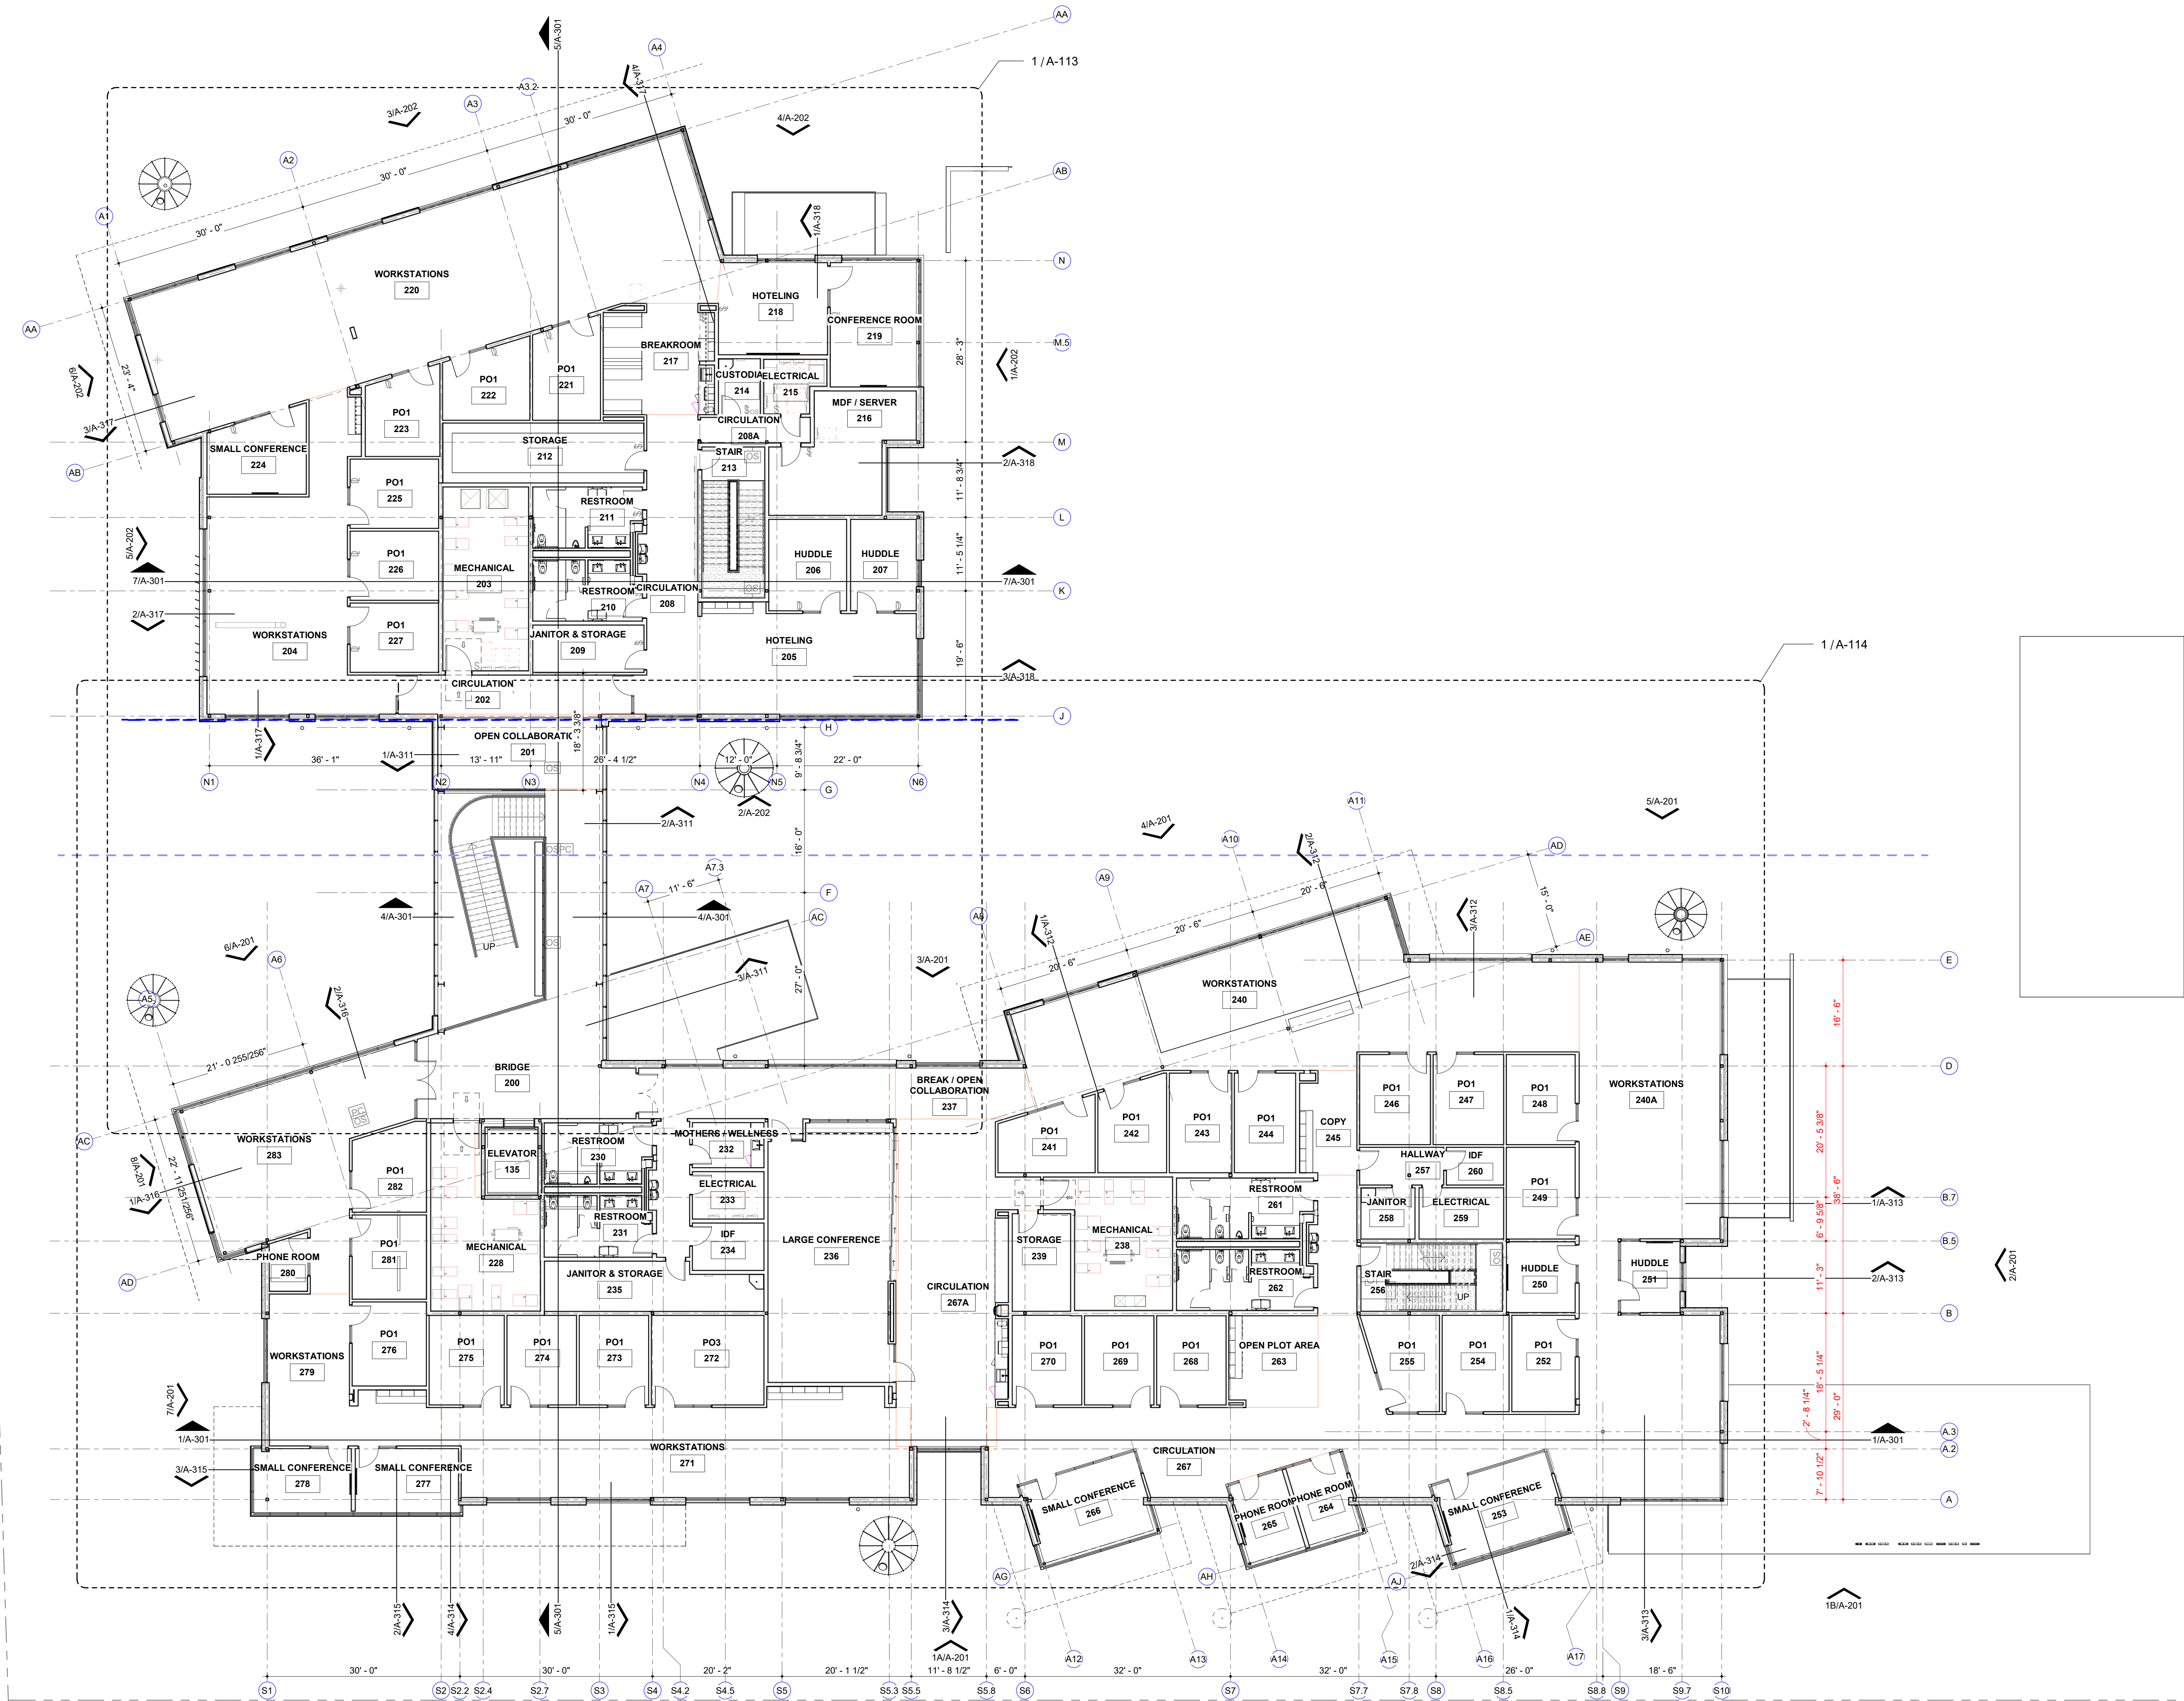 AA
5/A-301
A4
1 / A-113
4/A-317
A3.2
A3
3/A-202
30' - 0"
4/A-202
A2
30' - 0"
AB
A1
30' - 0"
1/A-318
N
WORKSTATIONS
220
HOTELING
218
CONFERENCE ROOM
219
AA
BREAKROOM
217
M.5
28' - 3"
1/A-202
6/A-202
23' - 4"
PO1
221
PO1
222
CUSTODIA
214
ELECTRICAL
215
MDF / SERVER
216
PO1
223
CIRCULATION
208A
3/A-317
M
STORAGE
212
SMALL CONFERENCE
224
STAIR
213
OS
AB
2/A-318
PO1
225
11' - 8 3/4"
RESTROOM
211
L
5/A-202
PO1
226
MECHANICAL
203
HUDDLE
206
HUDDLE
207
11' - 5 1/4"
7/A-301
7/A-301
RESTROOM
210
CIRCULATION
208
OS
K
2/A-317
WORKSTATIONS
204
PO1
227
JANITOR & STORAGE
209
HOTELING
205
19' - 6"
1 / A-114
3/A-318
CIRCULATION
202
J
H
1/A-317
OPEN COLLABORATIO
201
18' - 3 3/8"
1/A-311
OS
36' - 1"
13' - 11"
26' - 4 1/2"
12' - 0"
22' - 0"
9' - 8 3/4"
N1
N2
N3
N4
N5
N6
G
2/A-202
2/A-311
A11
5/A-201
4/A-201
A10
2/A-312
AD
OS
PC
16' - 0"
A7.3
A9
A7
11' - 6"
F
20' - 6"
15' - 0"
4/A-301
4/A-301
AC
A8
1/A-312
20' - 6"
3/A-312
UP
OS
6/A-201
AE
A6
3/A-201
20' - 6"
E
3/A-311
27' - 0"
WORKSTATIONS
240
A5
2/A-316
16' - 6"
21' - 0 255/256"
BRIDGE
200
BREAK / OPEN
COLLABORATION
237
D
PO1
246
PO1
247
PO1
248
WORKSTATIONS
240A
PC
OS
AC
WORKSTATIONS
283
MOTHERS / WELLNESS
232
PO1
241
PO1
242
PO1
243
PO1
244
COPY
245
20' - 5 3/8"
8/A-201
22' - 11 251/256"
ELEVATOR
135
RESTROOM
230
HALLWAY
257
IDF
260
1/A-316
PO1
282
ELECTRICAL
233
PO1
249
RESTROOM
261
JANITOR
258
ELECTRICAL
259
38' - 6"
B.7
1/A-313
RESTROOM
231
MECHANICAL
238
6' - 9 5/8"
PHONE ROOM
280
PO1
281
MECHANICAL
228
IDF
234
LARGE CONFERENCE
236
STORAGE
239
B.5
AD
JANITOR & STORAGE
235
CIRCULATION
267A
RESTROOM
262
STAIR
256
OS
UP
HUDDLE
250
HUDDLE
251
11' - 3"
2/A-313
2/A-201
B
WORKSTATIONS
279
PO1
276
PO1
275
PO1
274
PO1
273
PO3
272
PO1
270
PO1
269
PO1
268
OPEN PLOT AREA
263
PO1
255
PO1
254
PO1
252
18' - 5 1/4"
29' - 0"
7/A-201
2' - 8 1/4"
1/A-301
1/A-301
A.3
A.2
WORKSTATIONS
271
CIRCULATION
267
3/A-315
SMALL CONFERENCE
278
SMALL CONFERENCE
277
7' - 10 1/2"
SMALL CONFERENCE
266
PHONE ROOM
265
PHONE ROOM
264
SMALL CONFERENCE
253
A
2/A-314
AG
AH
AJ
2/A-315
4/A-314
5/A-301
1/A-315
3/A-314
1/A-314
3/A-313
1B/A-201
1A/A-201
A12
A13
A14
A15
A16
A17
30' - 0"
30' - 0"
20' - 2"
20' - 1 1/2"
11' - 8 1/2"
6' - 0"
32' - 0"
32' - 0"
26' - 0"
18' - 6"
S1
S2
S2.2
S2.4
S2.7
S3
S4
S4.2
S4.5
S5
S5.3
S5.5
S5.8
S6
S7
S7.7
S7.8
S8
S8.5
S8.8
S9
S9.7
S10